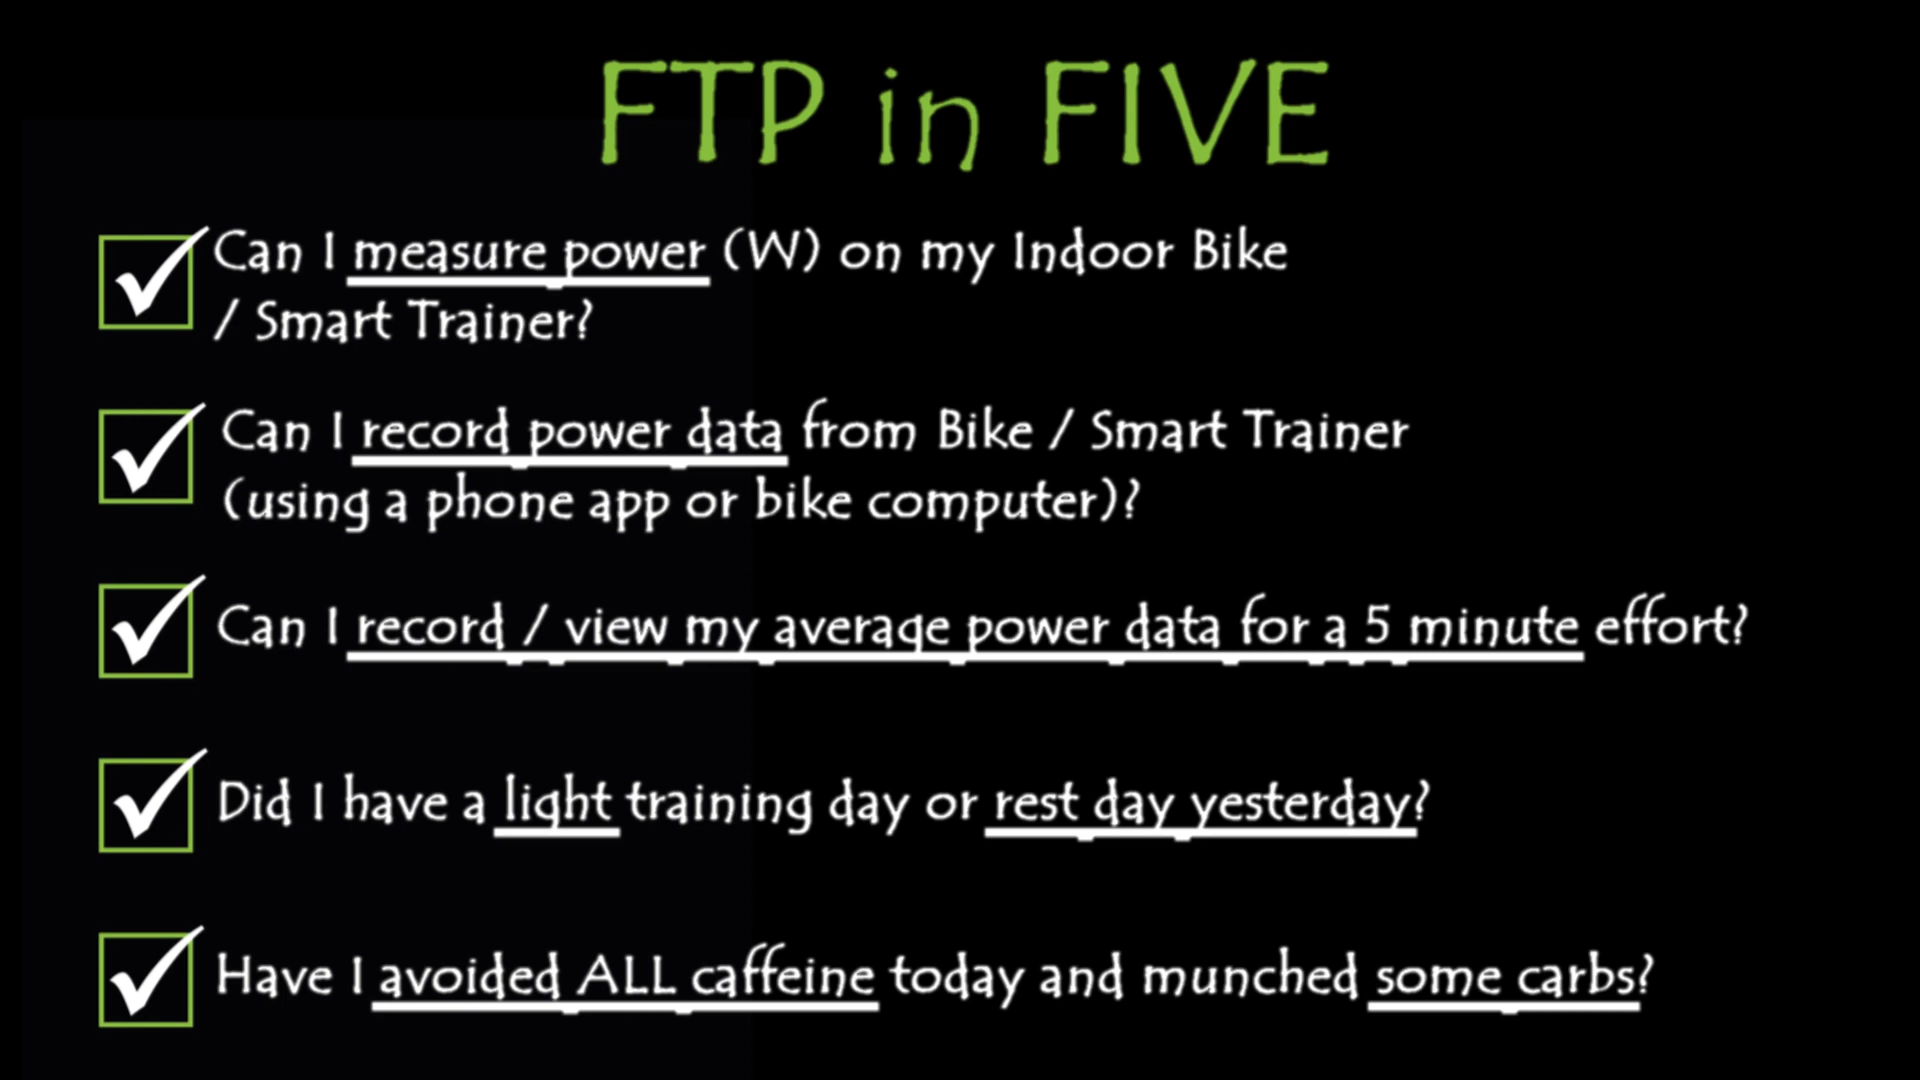 FTP in FIVE
Can I measure power (W) on my Indoor Bike
/ Smart Trainer?
Can I record power data from Bike / Smart Trainer
(using a phone app or bike computer)?
Can I record / view my average power data for a 5 minute effort?
Did I have a light training day or rest day yesterday?
Have I avoided ALL caffeine today and munched some carbs?